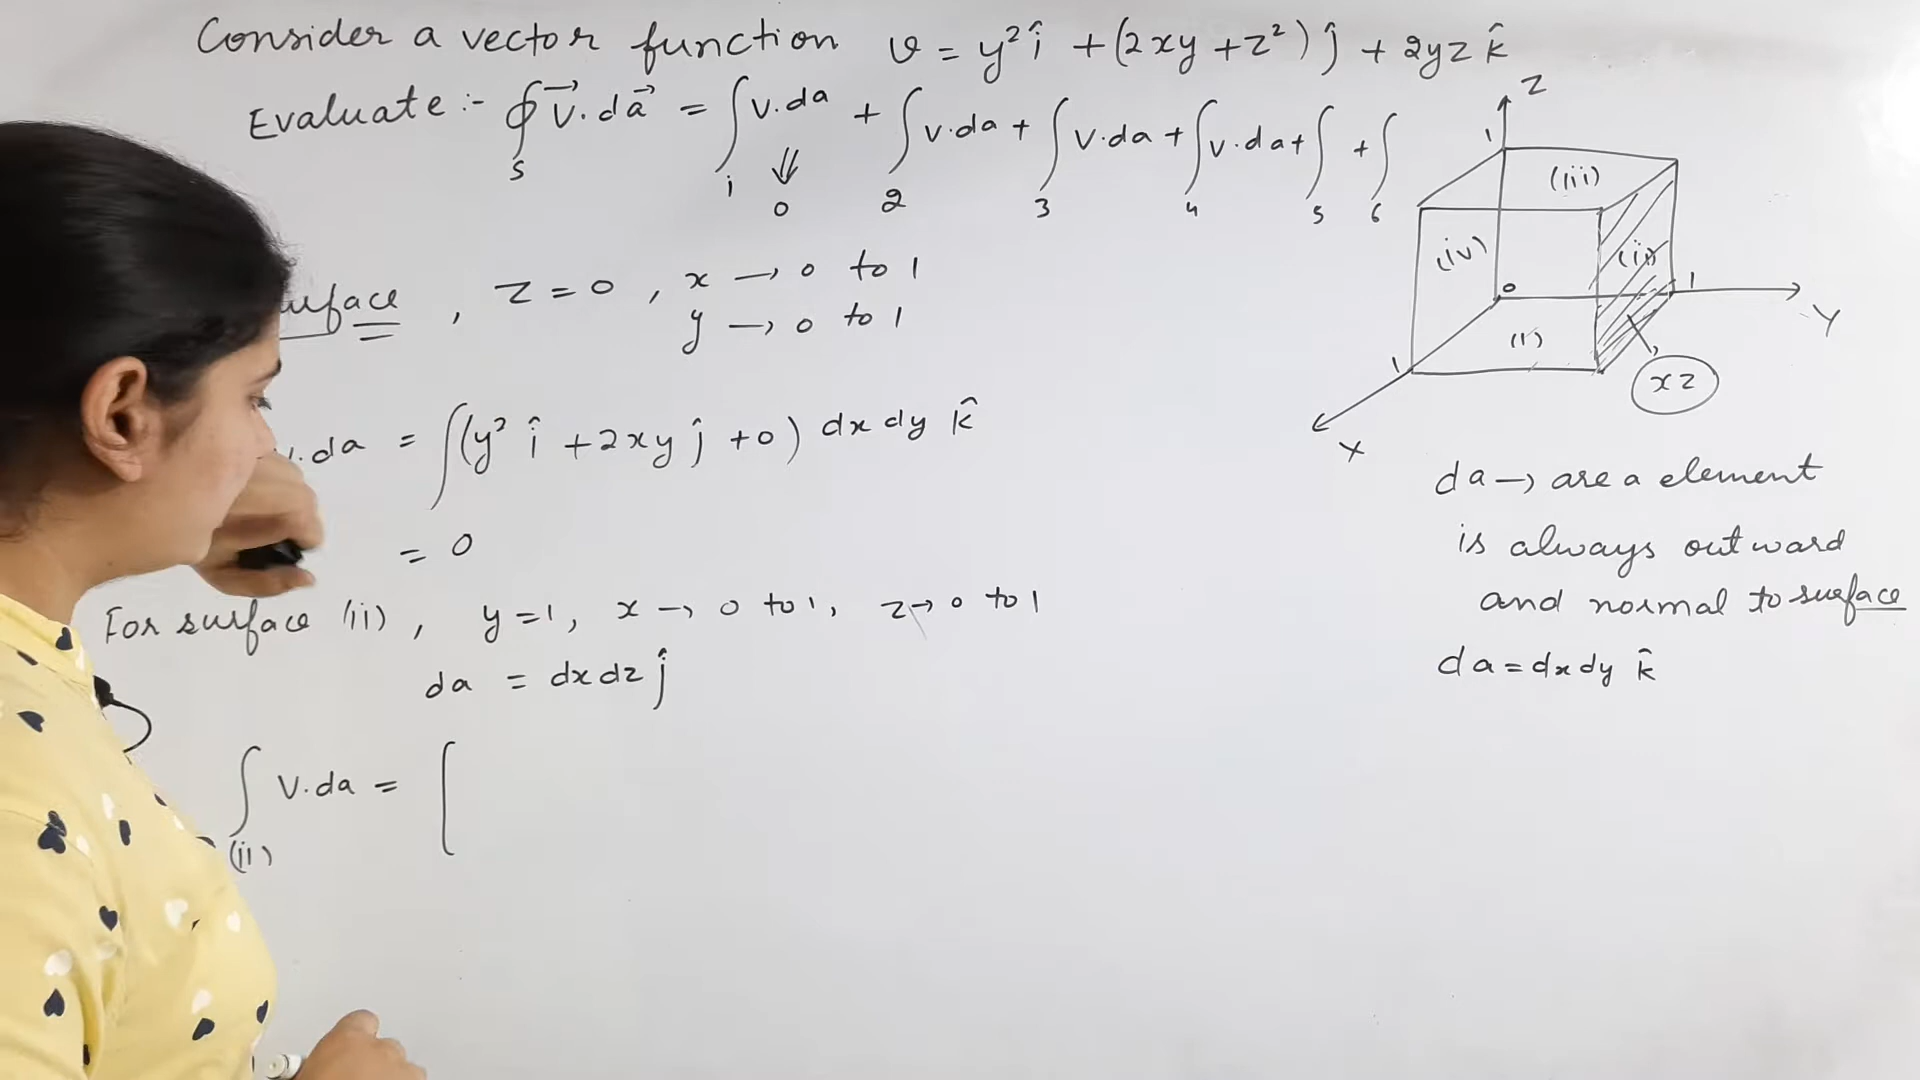 Consider a vector function v = y² î + (2xy + z²) ĵ + 2yz k̂
Evaluate :- ∮ₛ v⃗ . da⃗ = ∫ᵢ v.da + ∫₂ v.da + ∫₃ v.da + ∫₄ v.da + ∫₅ + ∫₆
⇓
0
surface , z = 0 , x → 0 to 1
y → 0 to 1
v.da = ∫(y² î + 2xy ĵ + 0) dx dy k̂
= 0
For surface (ii) , y = 1 , x → 0 to 1 , z → 0 to 1
da = dx dz ĵ
∫ v.da = [
(ii)
z
1
(iii)
(iv)
(ii)
0
1
y
(i)
1
xz
x
da → area element
is always outward
and normal to surface
da = dx dy k̂